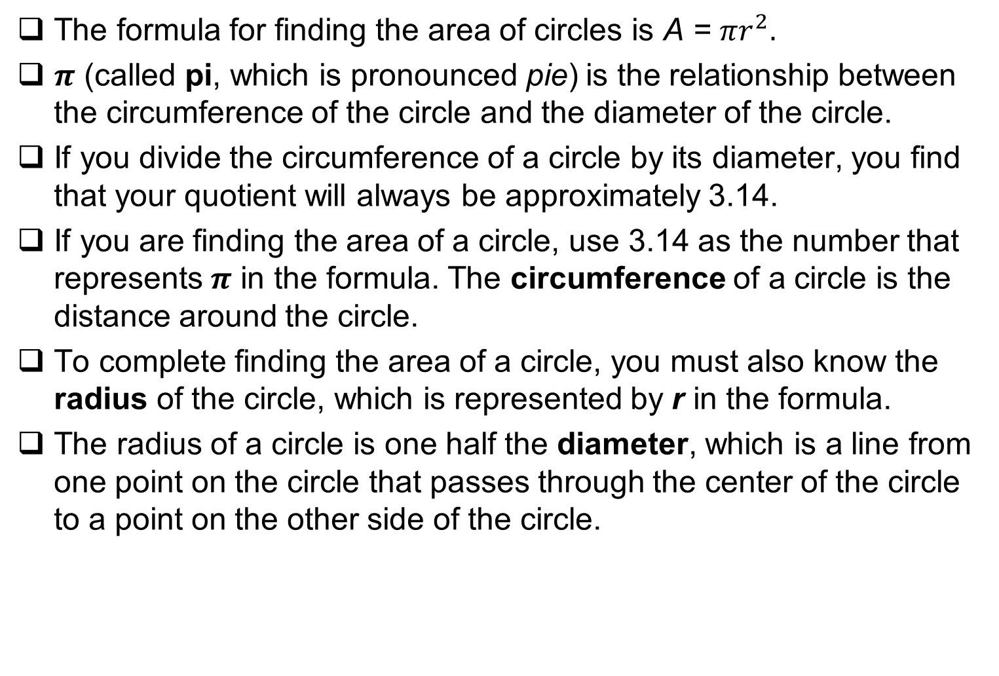 ❑ The formula for finding the area of circles is A = πr².
❑ π (called pi, which is pronounced pie) is the relationship between
the circumference of the circle and the diameter of the circle.
❑ If you divide the circumference of a circle by its diameter, you find
that your quotient will always be approximately 3.14.
❑ If you are finding the area of a circle, use 3.14 as the number that
represents π in the formula. The circumference of a circle is the
distance around the circle.
❑ To complete finding the area of a circle, you must also know the
radius of the circle, which is represented by r in the formula.
❑ The radius of a circle is one half the diameter, which is a line from
one point on the circle that passes through the center of the circle
to a point on the other side of the circle.